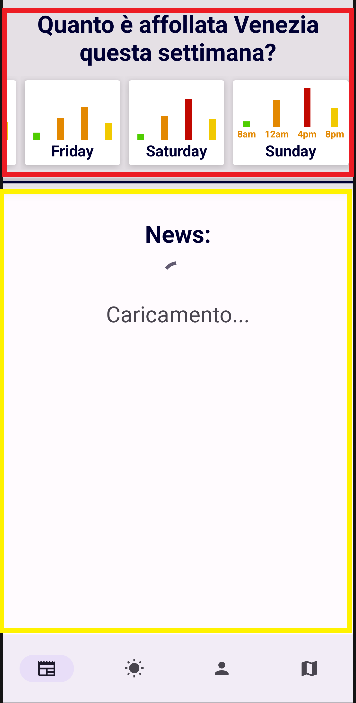 Quanto è affollata Venezia
questa settimana?
8am 12am 4pm 8pm
Friday Saturday Sunday
News:
Caricamento...